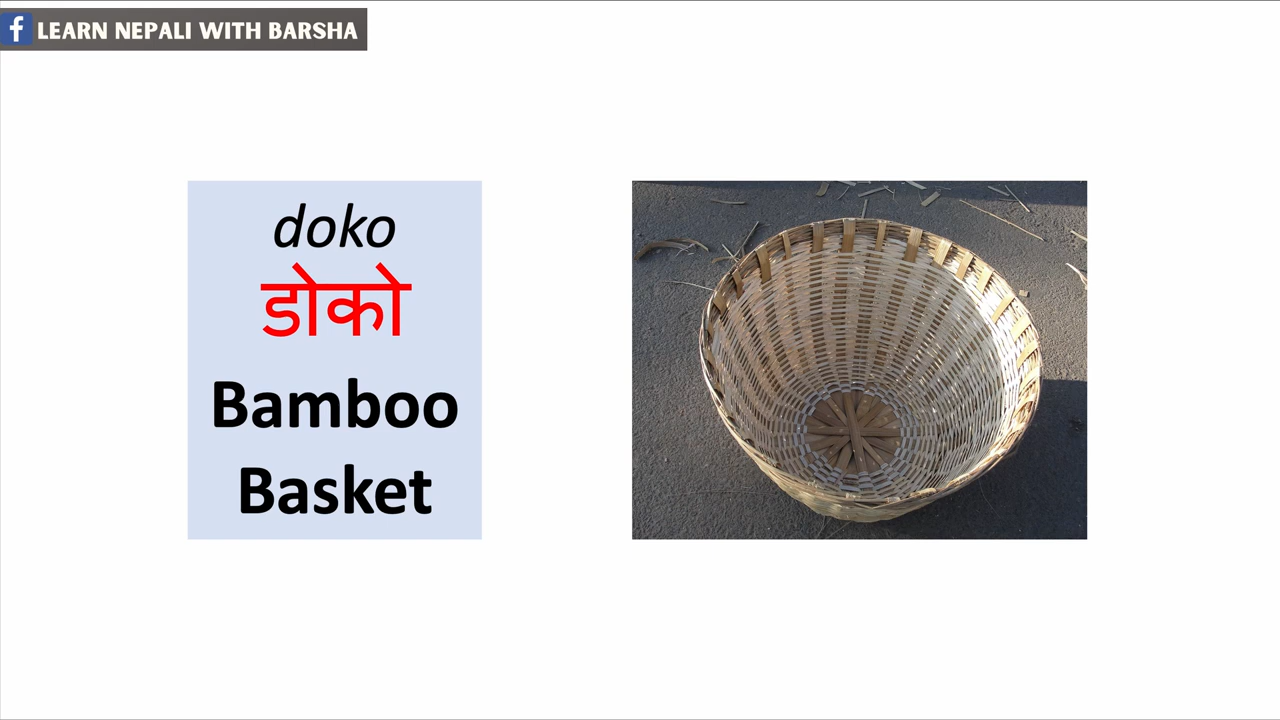 LEARN NEPALI WITH BARSHA
doko
डोको
Bamboo
Basket